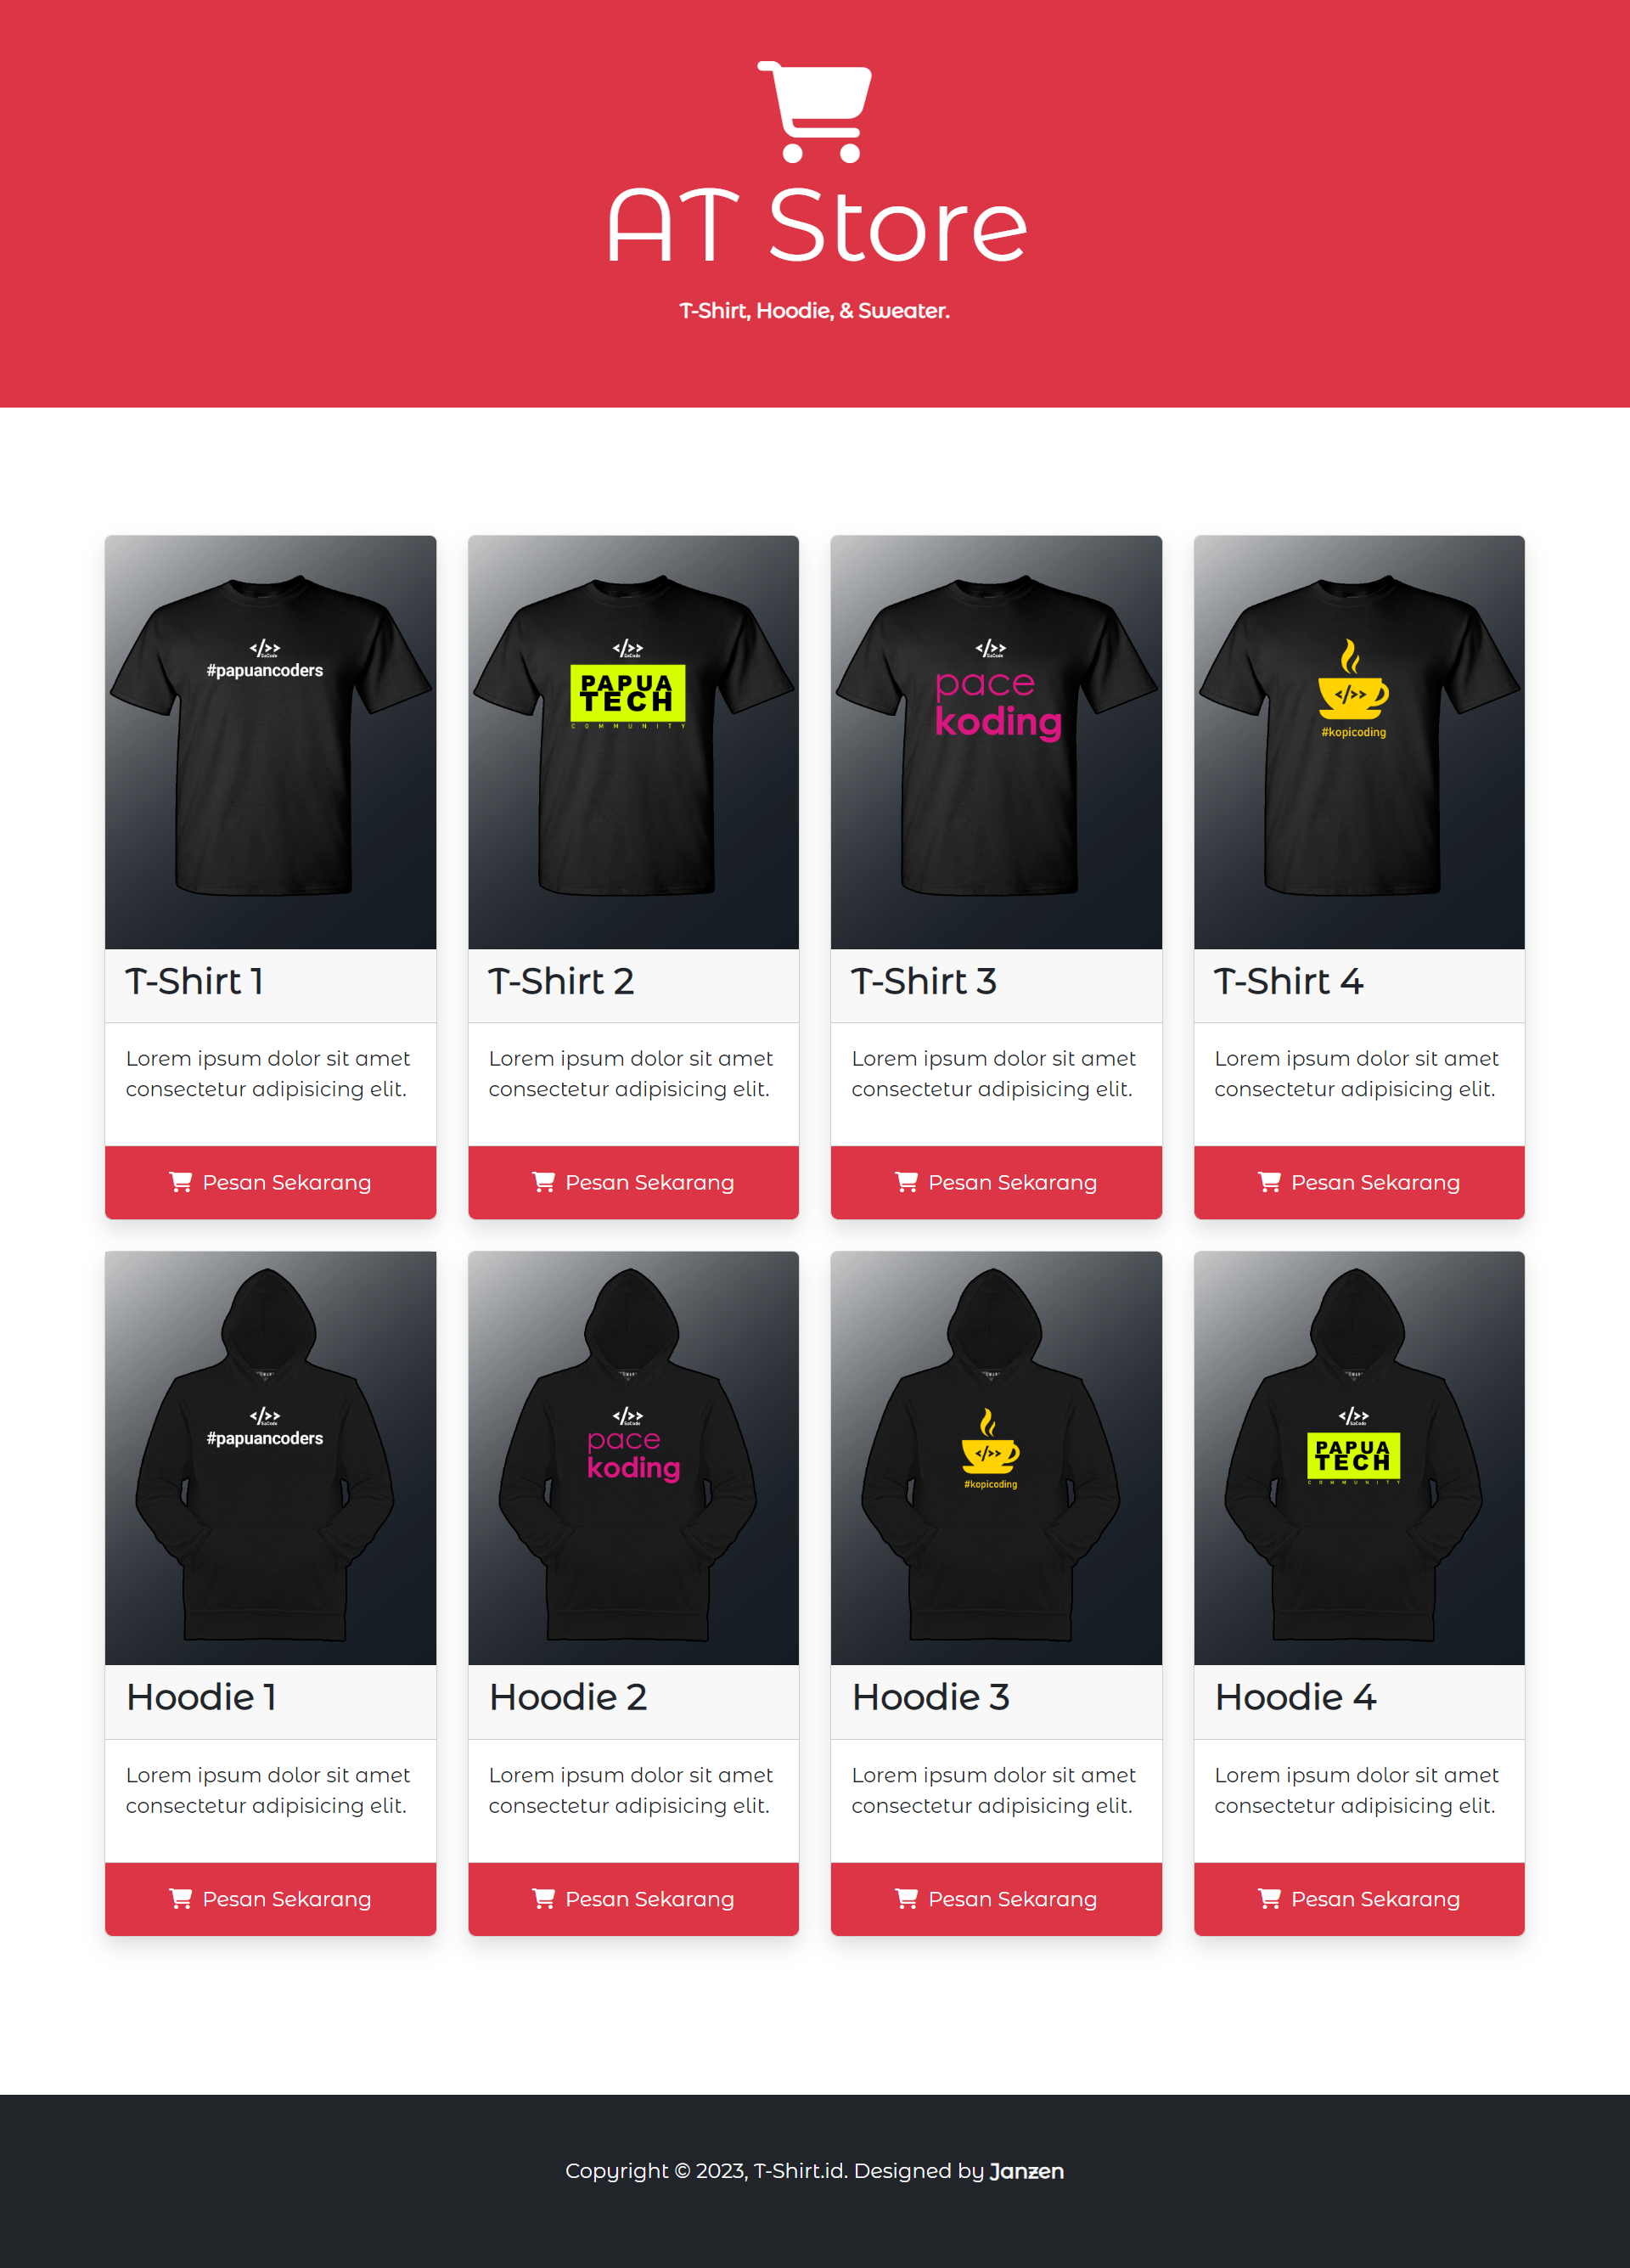 AT Store
T-Shirt, Hoodie, & Sweater.
</>>
#papuancoders
</>>
PAPUA
TECH
COMMUNITY
</>>
pace
koding
</>>
#kopicoding
T-Shirt 1
T-Shirt 2
T-Shirt 3
T-Shirt 4
Lorem ipsum dolor sit amet
consectetur adipisicing elit.
Lorem ipsum dolor sit amet
consectetur adipisicing elit.
Lorem ipsum dolor sit amet
consectetur adipisicing elit.
Lorem ipsum dolor sit amet
consectetur adipisicing elit.
Pesan Sekarang
Pesan Sekarang
Pesan Sekarang
Pesan Sekarang
</>>
#papuancoders
</>>
pace
koding
</>>
#kopicoding
</>>
PAPUA
TECH
COMMUNITY
Hoodie 1
Hoodie 2
Hoodie 3
Hoodie 4
Lorem ipsum dolor sit amet
consectetur adipisicing elit.
Lorem ipsum dolor sit amet
consectetur adipisicing elit.
Lorem ipsum dolor sit amet
consectetur adipisicing elit.
Lorem ipsum dolor sit amet
consectetur adipisicing elit.
Pesan Sekarang
Pesan Sekarang
Pesan Sekarang
Pesan Sekarang
Copyright © 2023, T-Shirt.id. Designed by Janzen